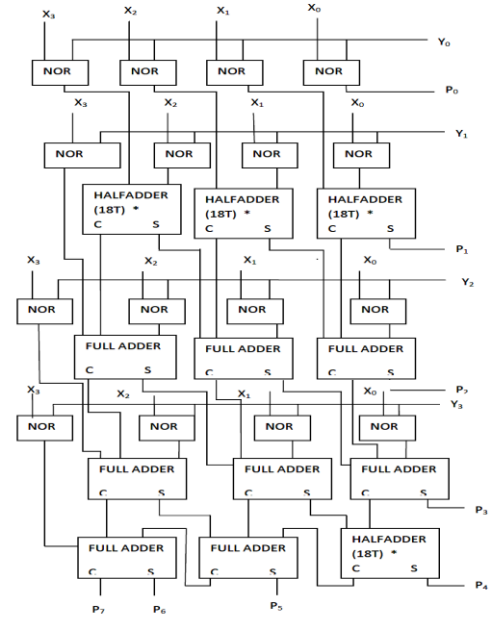 X₃ X₂ X₁ X₀
Y₀
NOR NOR NOR NOR
P₀
X₃ X₂ X₁ X₀
Y₁
NOR NOR NOR NOR
HALFADDER HALFADDER HALFADDER
(18T) * (18T) * (18T) *
C S C S C S
P₁
X₃ X₂ X₁ X₀
Y₂
NOR NOR NOR NOR
FULL ADDER FULL ADDER FULL ADDER
C S C S C S
X₃ X₂ X₁ X₀ P₂
Y₃
NOR NOR NOR NOR
FULL ADDER FULL ADDER FULL ADDER
C S C S C S
P₃
FULL ADDER FULL ADDER HALFADDER
(18T) *
C S C S C S
P₄
P₇ P₆ P₅